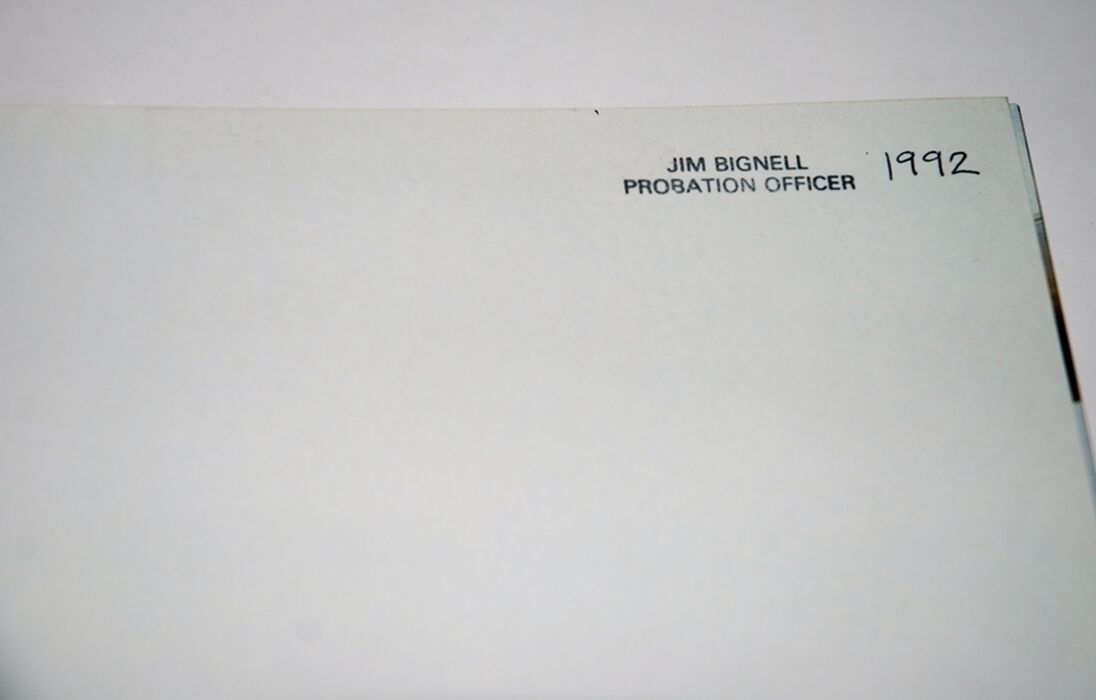 JIM BIGNELL
PROBATION OFFICER 1992